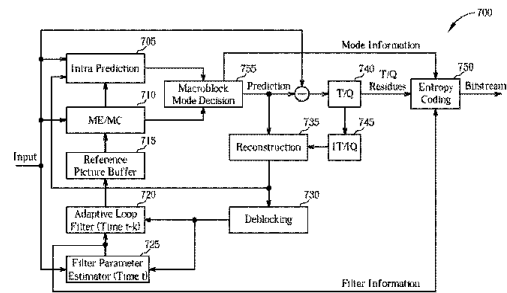 700
705
Intra Prediction
Mode Information
755
Macroblock
Mode Decision
Prediction
740
T/Q
T/Q
Residues
750
Entropy
Coding
Bitstream
710
ME/MC
735
Reconstruction
745
IT/IQ
Input
715
Reference
Picture Buffer
720
Adaptive Loop
Filter (Time t-k)
730
Deblocking
725
Filter Parameter
Estimator (Time t)
Filter Information